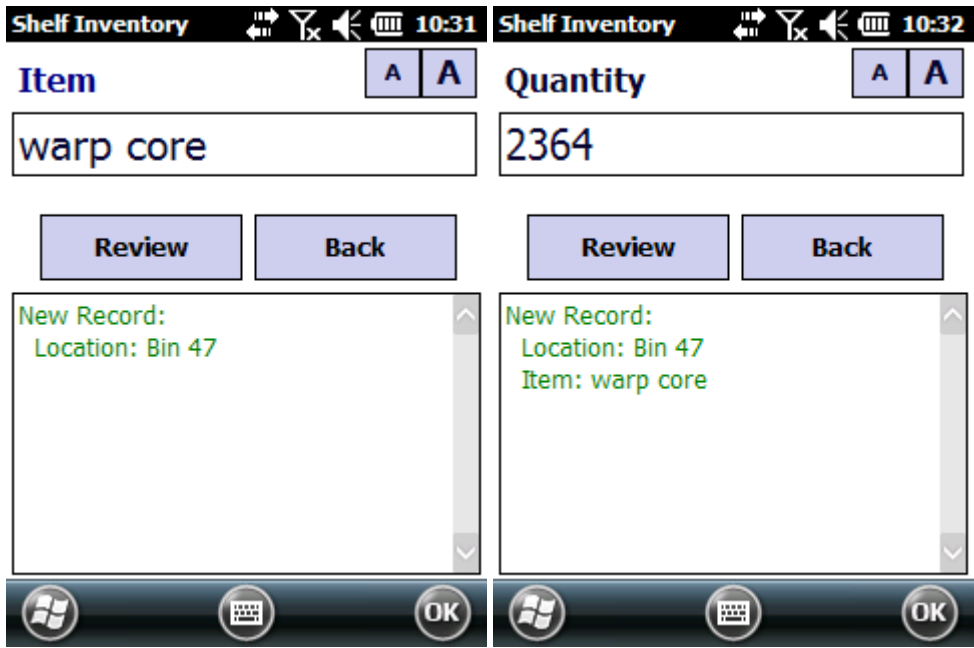 Shelf Inventory 10:31
Item A A
warp core
Review Back
New Record:
Location: Bin 47
OK
Shelf Inventory 10:32
Quantity A A
2364
Review Back
New Record:
Location: Bin 47
Item: warp core
OK